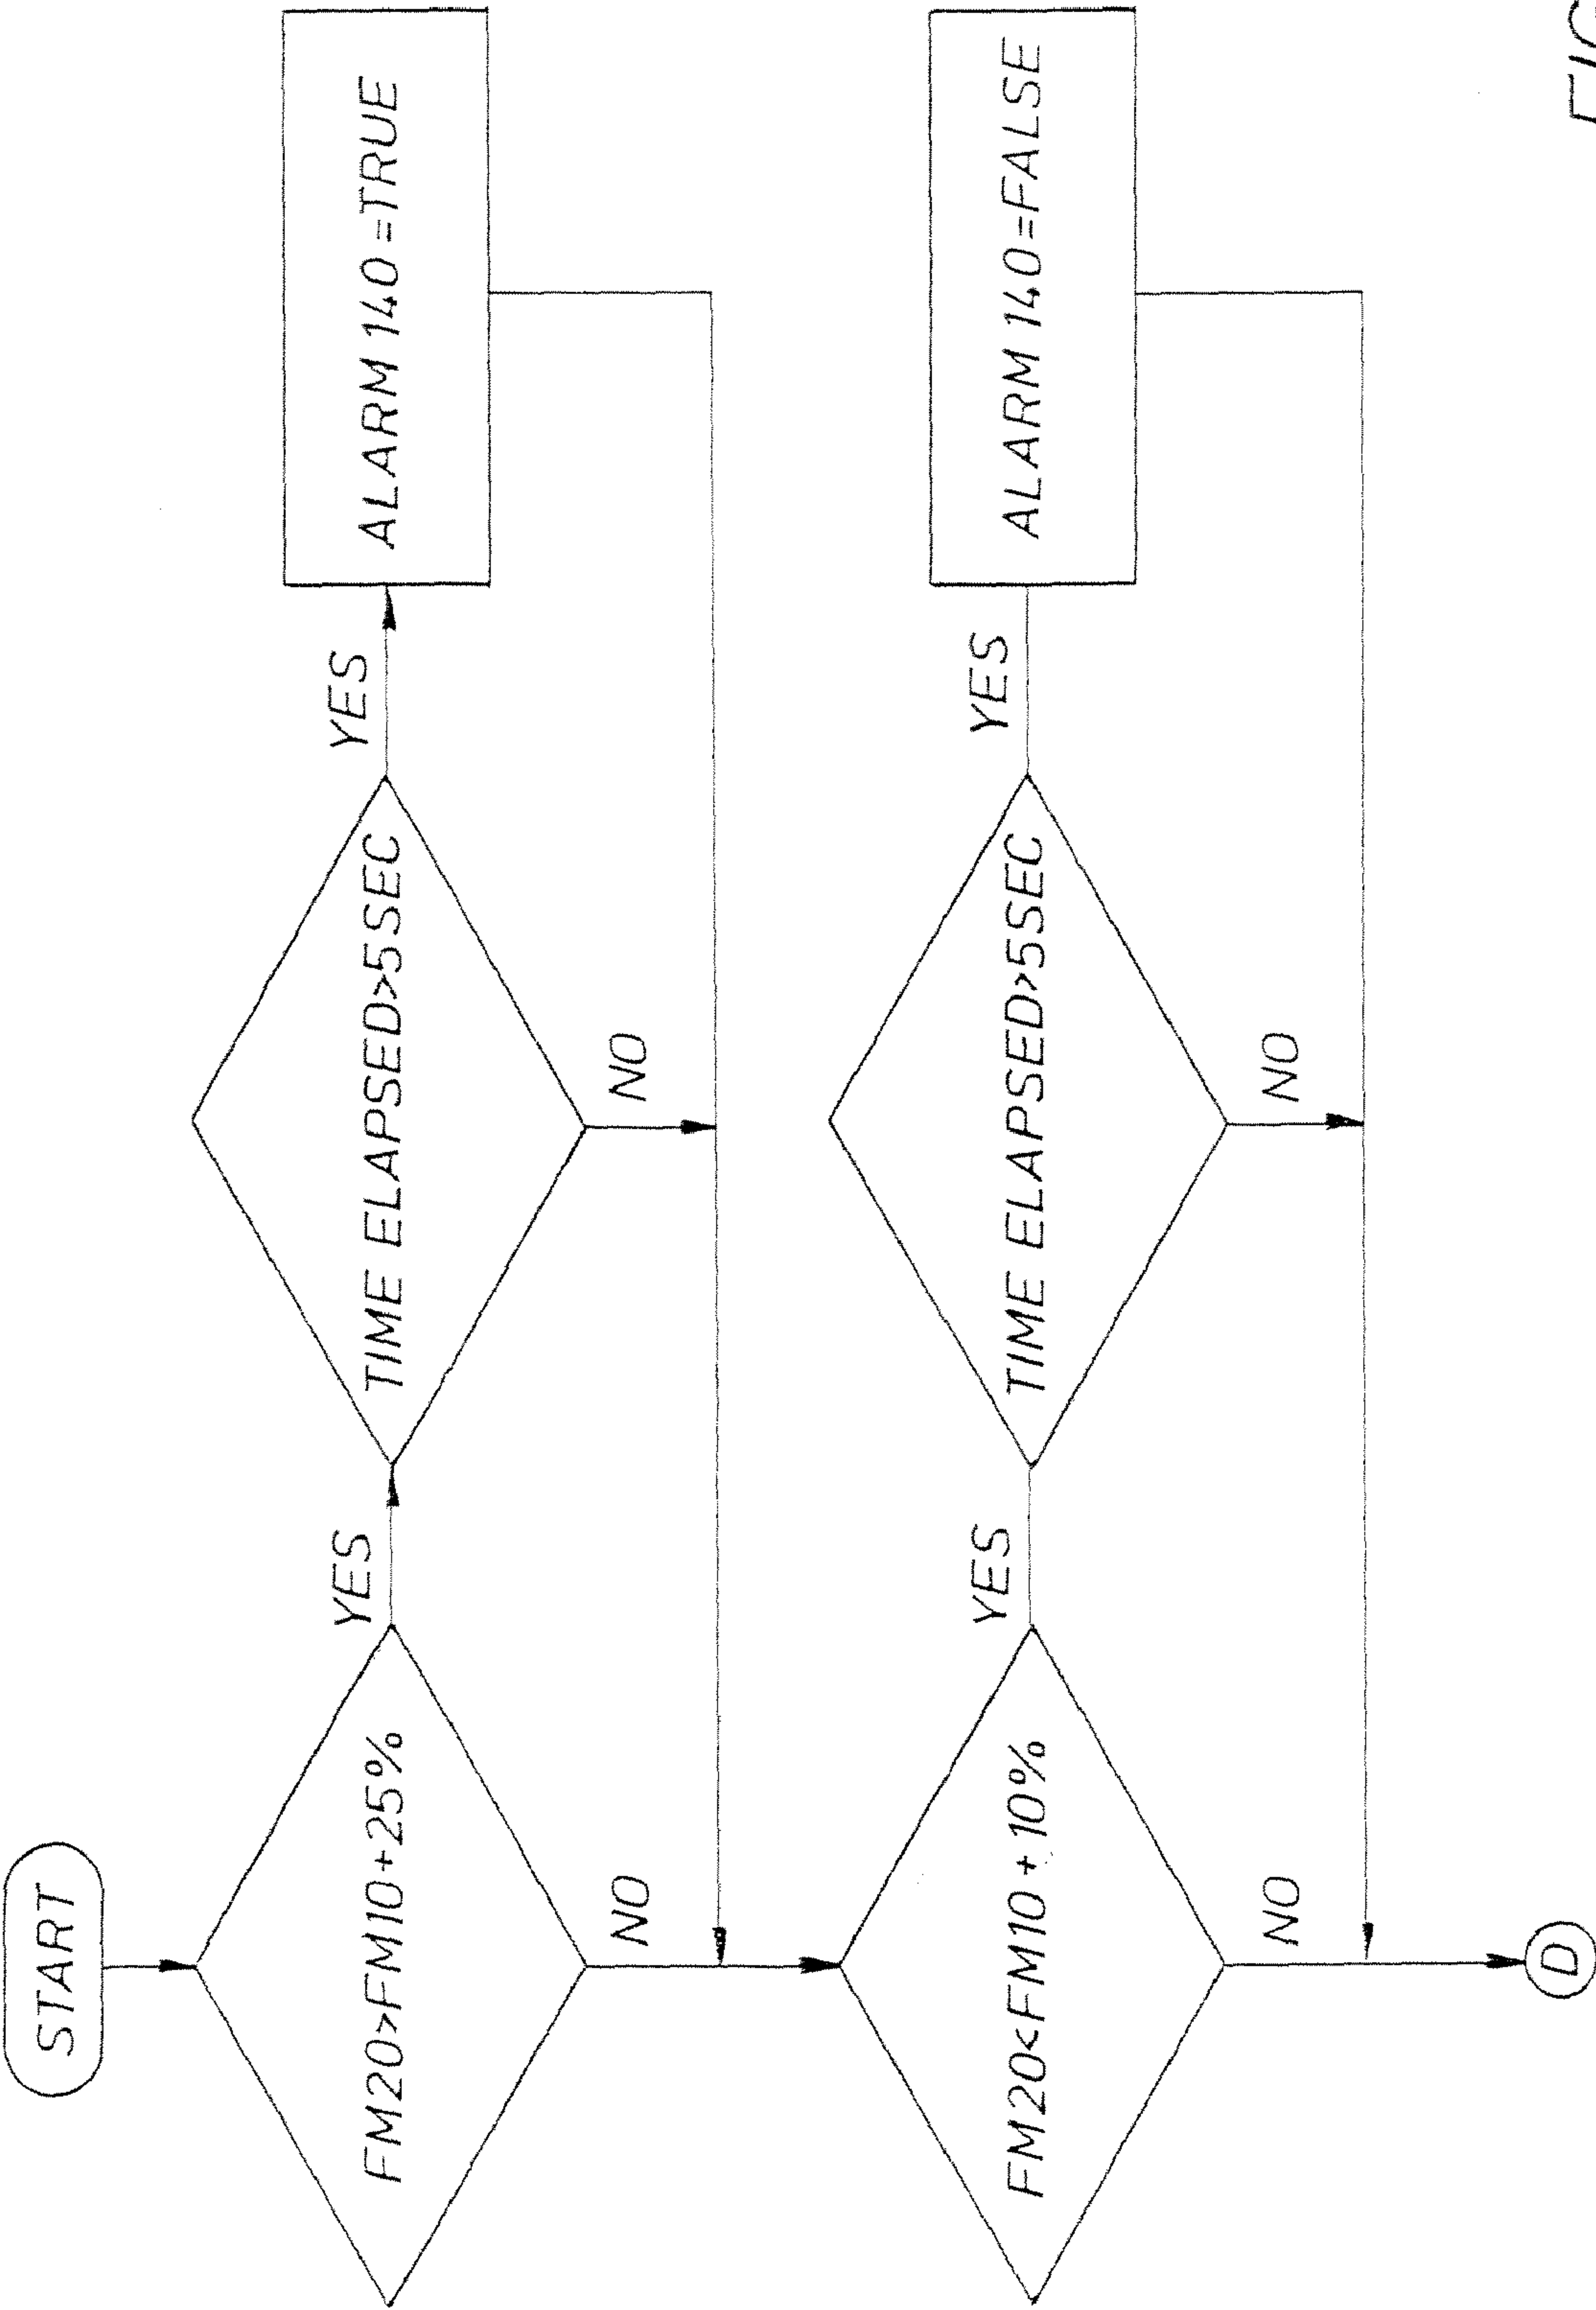 START
FM20>FM10+25%
YES
TIME ELAPSED>5SEC
YES
ALARM 140=TRUE
NO
NO
FM20<FM10+10%
YES
TIME ELAPSED>5SEC
YES
ALARM 140=FALSE
NO
NO
D
FIG